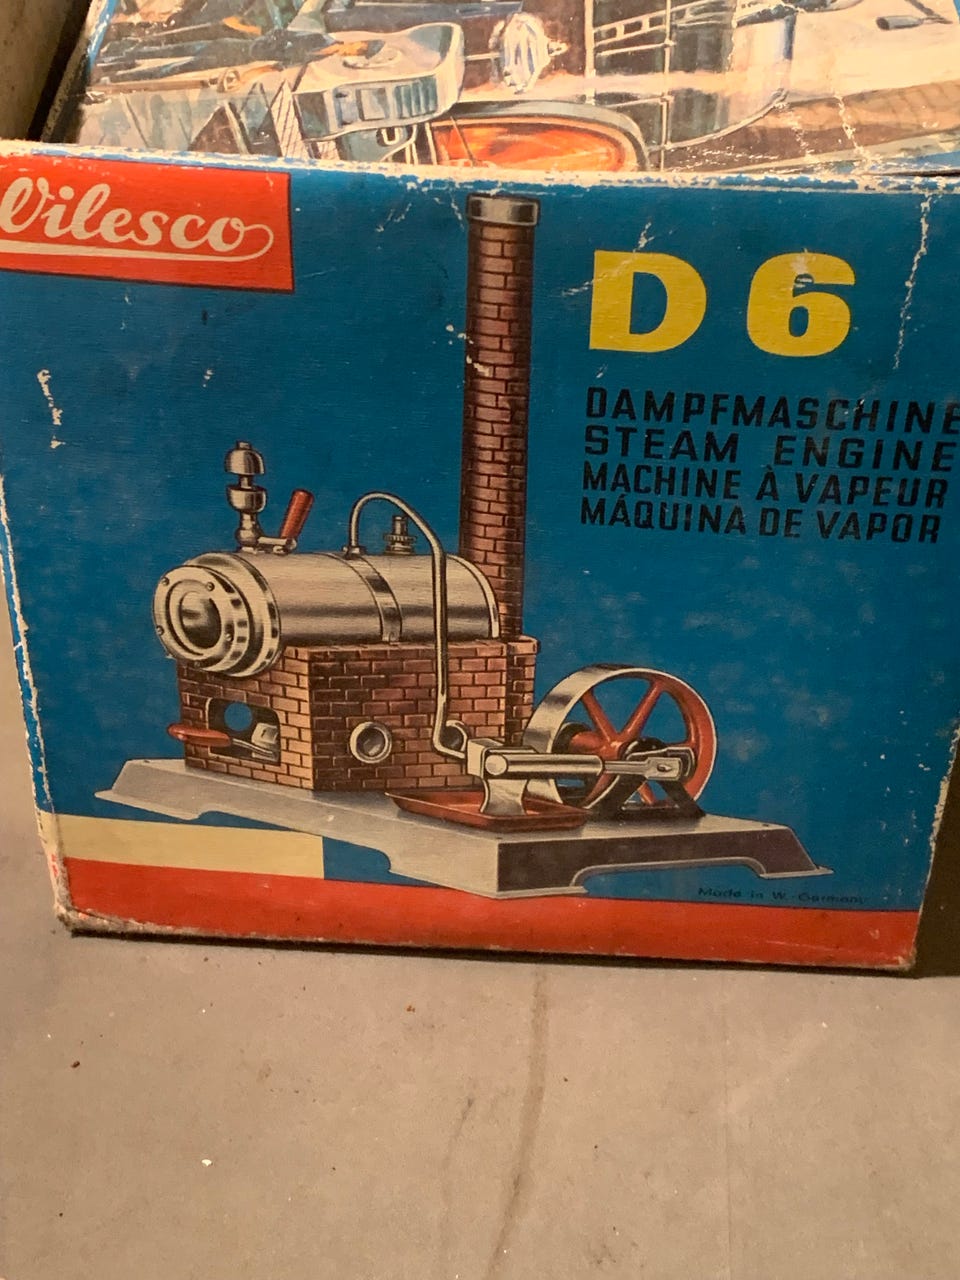 Wilesco
D 6
DAMPFMASCHINE
STEAM ENGINE
MACHINE À VAPEUR
MÁQUINA DE VAPOR
Made in W.-Germany